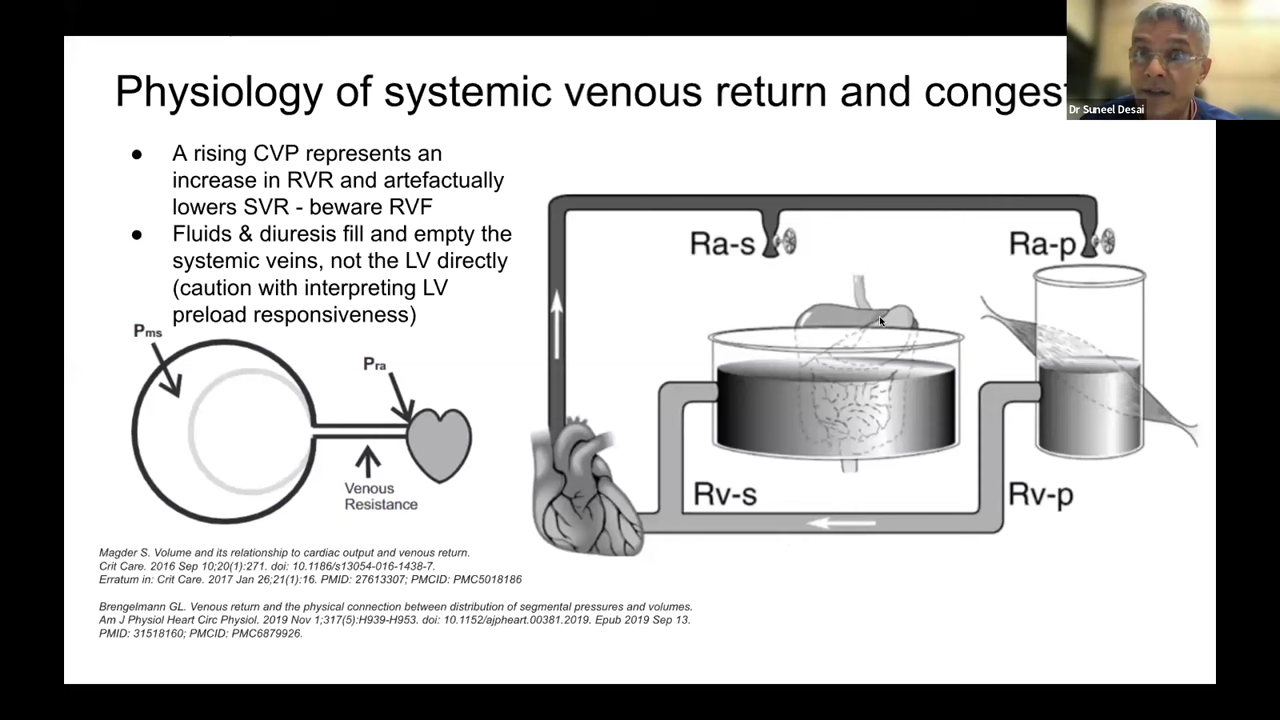 Physiology of systemic venous return and congest
Dr Suneel Desai
● A rising CVP represents an
increase in RVR and artefactually
lowers SVR - beware RVF
● Fluids & diuresis fill and empty the
systemic veins, not the LV directly
(caution with interpreting LV
preload responsiveness)
Pms
Pra
Venous
Resistance
Ra-s
Ra-p
Rv-s
Rv-p
Magder S. Volume and its relationship to cardiac output and venous return.
Crit Care. 2016 Sep 10;20(1):271. doi: 10.1186/s13054-016-1438-7.
Erratum in: Crit Care. 2017 Jan 26;21(1):16. PMID: 27613307; PMCID: PMC5018186
Brengelmann GL. Venous return and the physical connection between distribution of segmental pressures and volumes.
Am J Physiol Heart Circ Physiol. 2019 Nov 1;317(5):H939-H953. doi: 10.1152/ajpheart.00381.2019. Epub 2019 Sep 13.
PMID: 31518160; PMCID: PMC6879926.